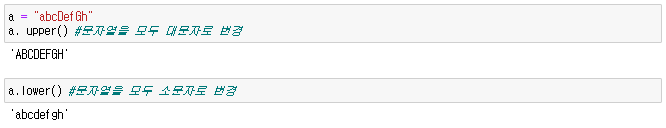 a = "abcDefGh"
a. upper() #문자열을 모두 대문자로 변경
'ABCDEFGH'
a.lower() #문자열을 모두 소문자로 변경
'abcdefgh'